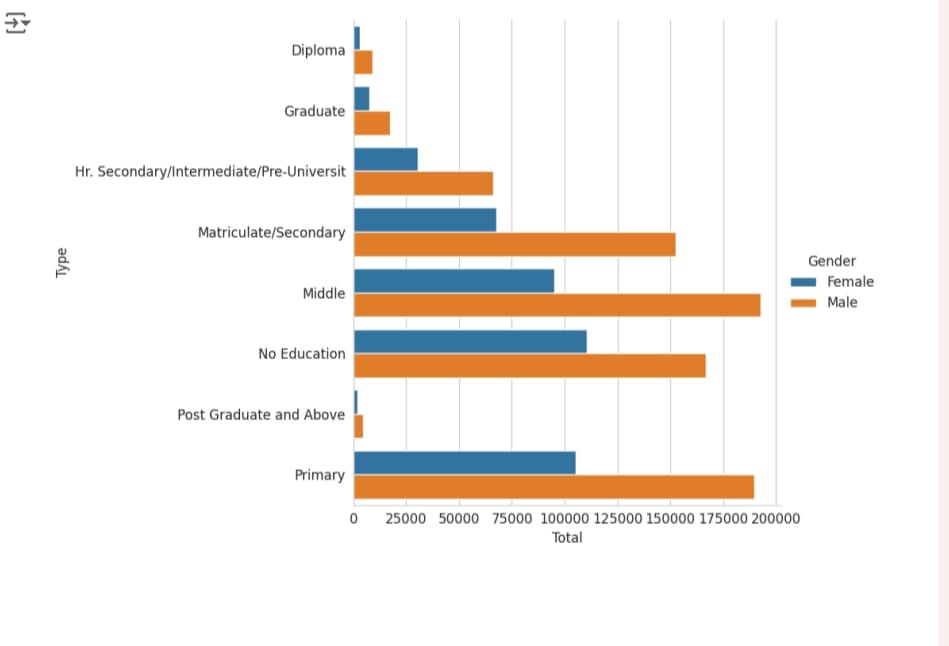 Diploma
Graduate
Hr. Secondary/Intermediate/Pre-Universit
Matriculate/Secondary
Middle
No Education
Post Graduate and Above
Primary
Type
0 25000 50000 75000 100000 125000 150000 175000 200000
Total
Gender
Female
Male